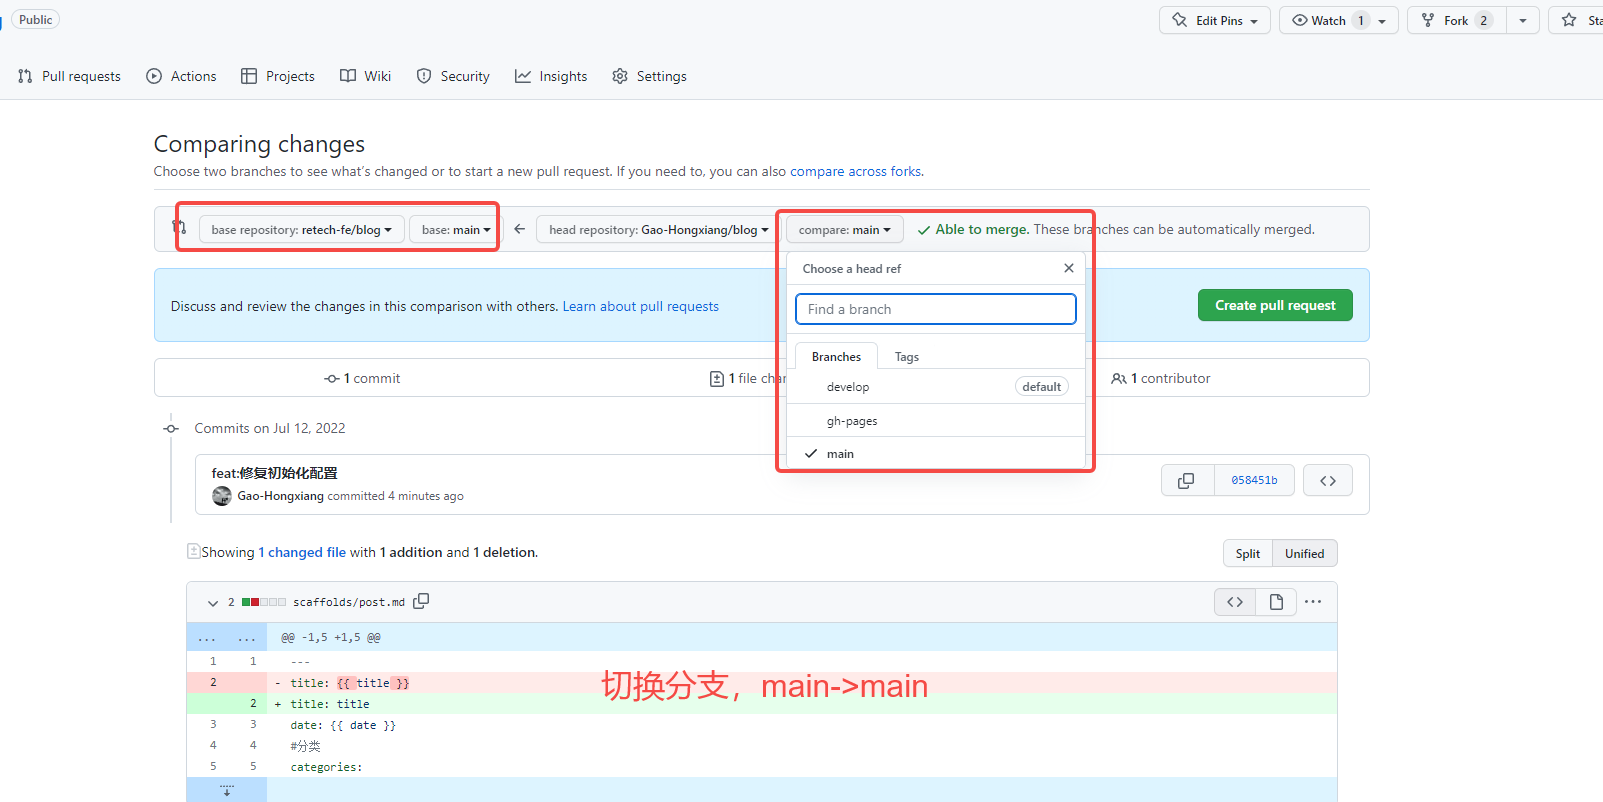 Public
Edit Pins
Watch 1
Fork 2
Sta
Pull requests
Actions
Projects
Wiki
Security
Insights
Settings
Comparing changes
Choose two branches to see what's changed or to start a new pull request. If you need to, you can also compare across forks.
base repository: retech-fe/blog
base: main
head repository: Gao-Hongxiang/blog
compare: main
Able to merge. These branches can be automatically merged.
Choose a head ref
Find a branch
Branches
Tags
develop
default
gh-pages
main
Discuss and review the changes in this comparison with others. Learn about pull requests
Create pull request
1 commit
1 file char
1 contributor
Commits on Jul 12, 2022
feat:修复初始化配置
Gao-Hongxiang committed 4 minutes ago
058451b
Showing 1 changed file with 1 addition and 1 deletion.
Split
Unified
2 scaffolds/post.md
... ... @@ -1,5 +1,5 @@
1 1 ---
2 - title: {{ title }}
2 + title: title
3 3 date: {{ date }}
4 4 #分类
5 5 categories:
切换分支，main->main